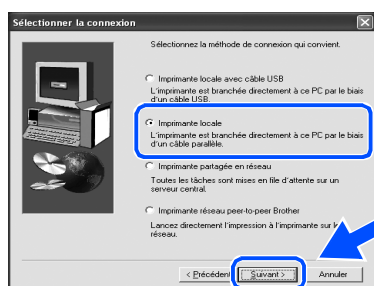 Sélectionner la connexion
Sélectionnez la méthode de connexion qui convient.
Imprimante locale avec câble USB
L'imprimante est branchée directement à ce PC par le biais
d'un câble USB.
Imprimante locale
L'imprimante est branchée directement à ce PC par le biais
d'un câble parallèle.
Imprimante partagée en réseau
Toutes les tâches sont mises en file d'attente sur un
serveur central.
Imprimante réseau peer-to-peer Brother
Lancez directement l'impression à l'imprimante sur le
réseau.
< Précédent Suivant > Annuler